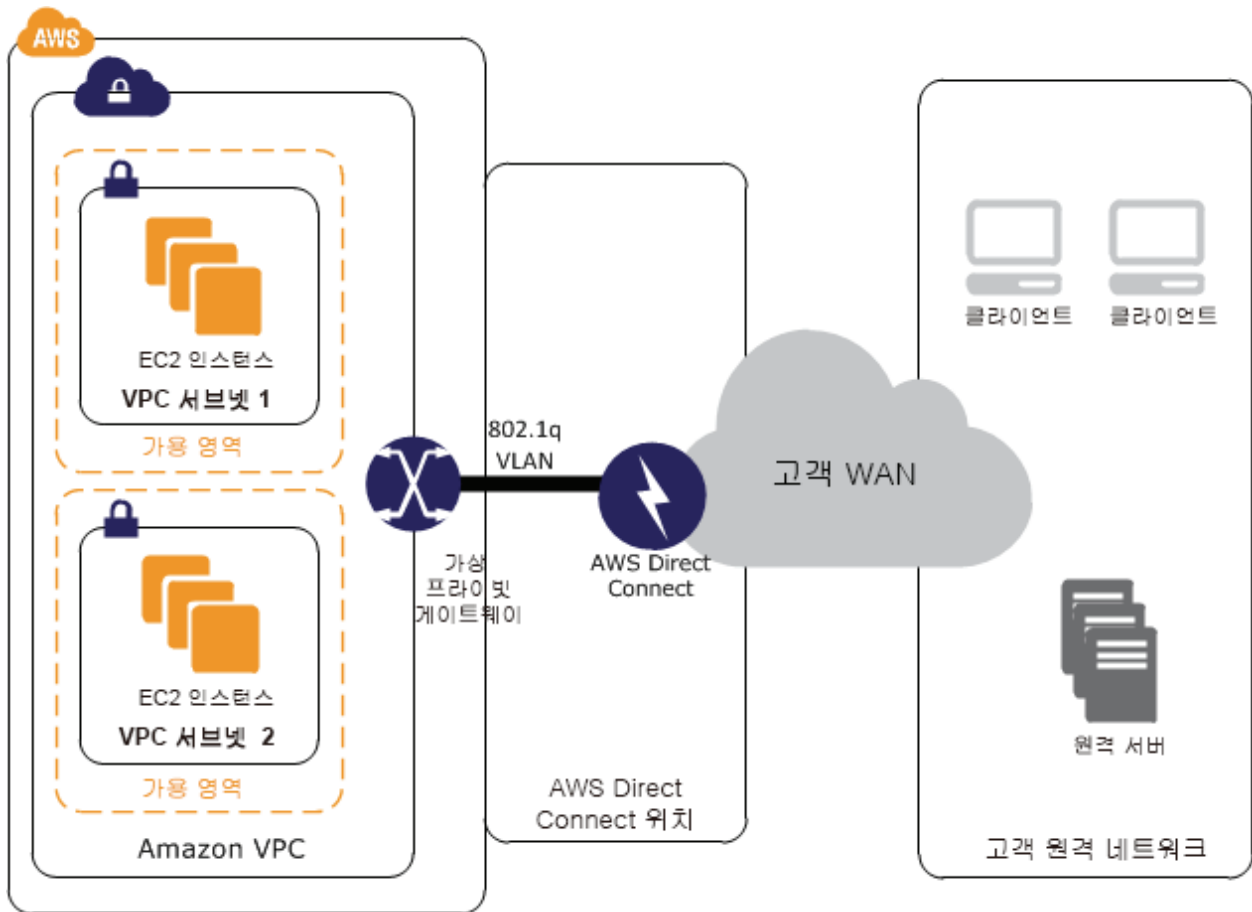 AWS
EC2 인스턴스
VPC 서브넷 1
가용 영역
EC2 인스턴스
VPC 서브넷 2
가용 영역
Amazon VPC
802.1q
VLAN
가상
프라이빗
게이트웨이
AWS Direct
Connect
AWS Direct
Connect 위치
고객 WAN
클라이언트
클라이언트
원격 서버
고객 원격 네트워크